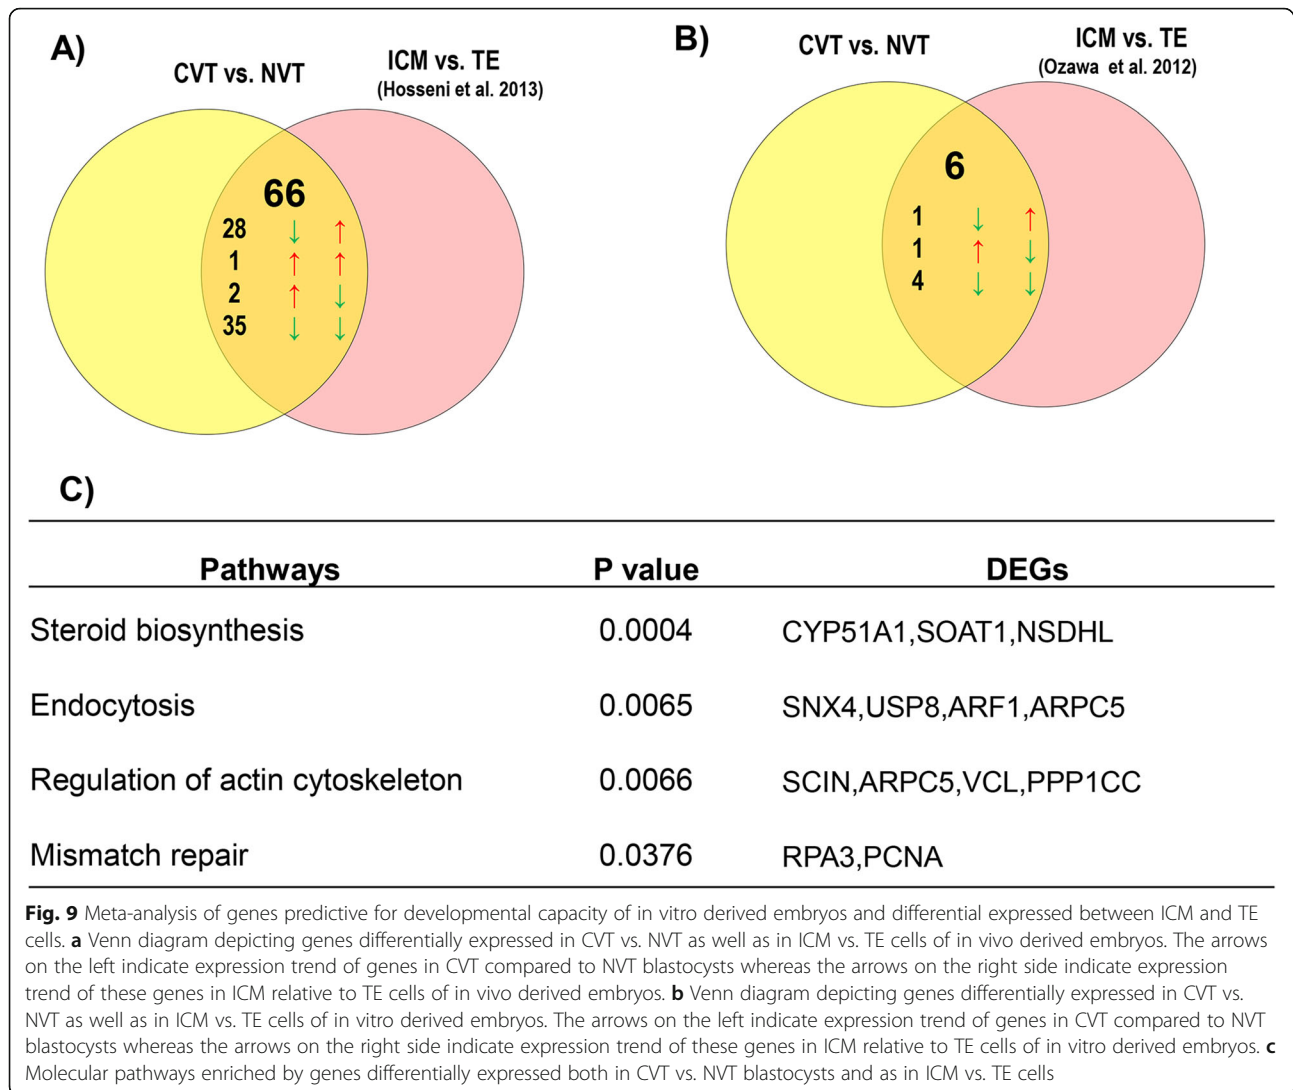 A)
CVT vs. NVT
ICM vs. TE
(Hosseni et al. 2013)
66
28 ↓ ↑
1 ↑ ↑
2 ↑ ↓
35 ↓ ↓
B)
CVT vs. NVT
ICM vs. TE
(Ozawa et al. 2012)
6
1 ↓ ↑
1 ↑ ↓
4 ↓ ↓
C)
Pathways P value DEGs
Steroid biosynthesis 0.0004 CYP51A1,SOAT1,NSDHL
Endocytosis 0.0065 SNX4,USP8,ARF1,ARPC5
Regulation of actin cytoskeleton 0.0066 SCIN,ARPC5,VCL,PPP1CC
Mismatch repair 0.0376 RPA3,PCNA
Fig. 9 Meta-analysis of genes predictive for developmental capacity of in vitro derived embryos and differential expressed between ICM and TE
cells. a Venn diagram depicting genes differentially expressed in CVT vs. NVT as well as in ICM vs. TE cells of in vivo derived embryos. The arrows
on the left indicate expression trend of genes in CVT compared to NVT blastocysts whereas the arrows on the right side indicate expression
trend of these genes in ICM relative to TE cells of in vivo derived embryos. b Venn diagram depicting genes differentially expressed in CVT vs.
NVT as well as in ICM vs. TE cells of in vitro derived embryos. The arrows on the left indicate expression trend of genes in CVT compared to NVT
blastocysts whereas the arrows on the right side indicate expression trend of these genes in ICM relative to TE cells of in vitro derived embryos. c
Molecular pathways enriched by genes differentially expressed both in CVT vs. NVT blastocysts and as in ICM vs. TE cells